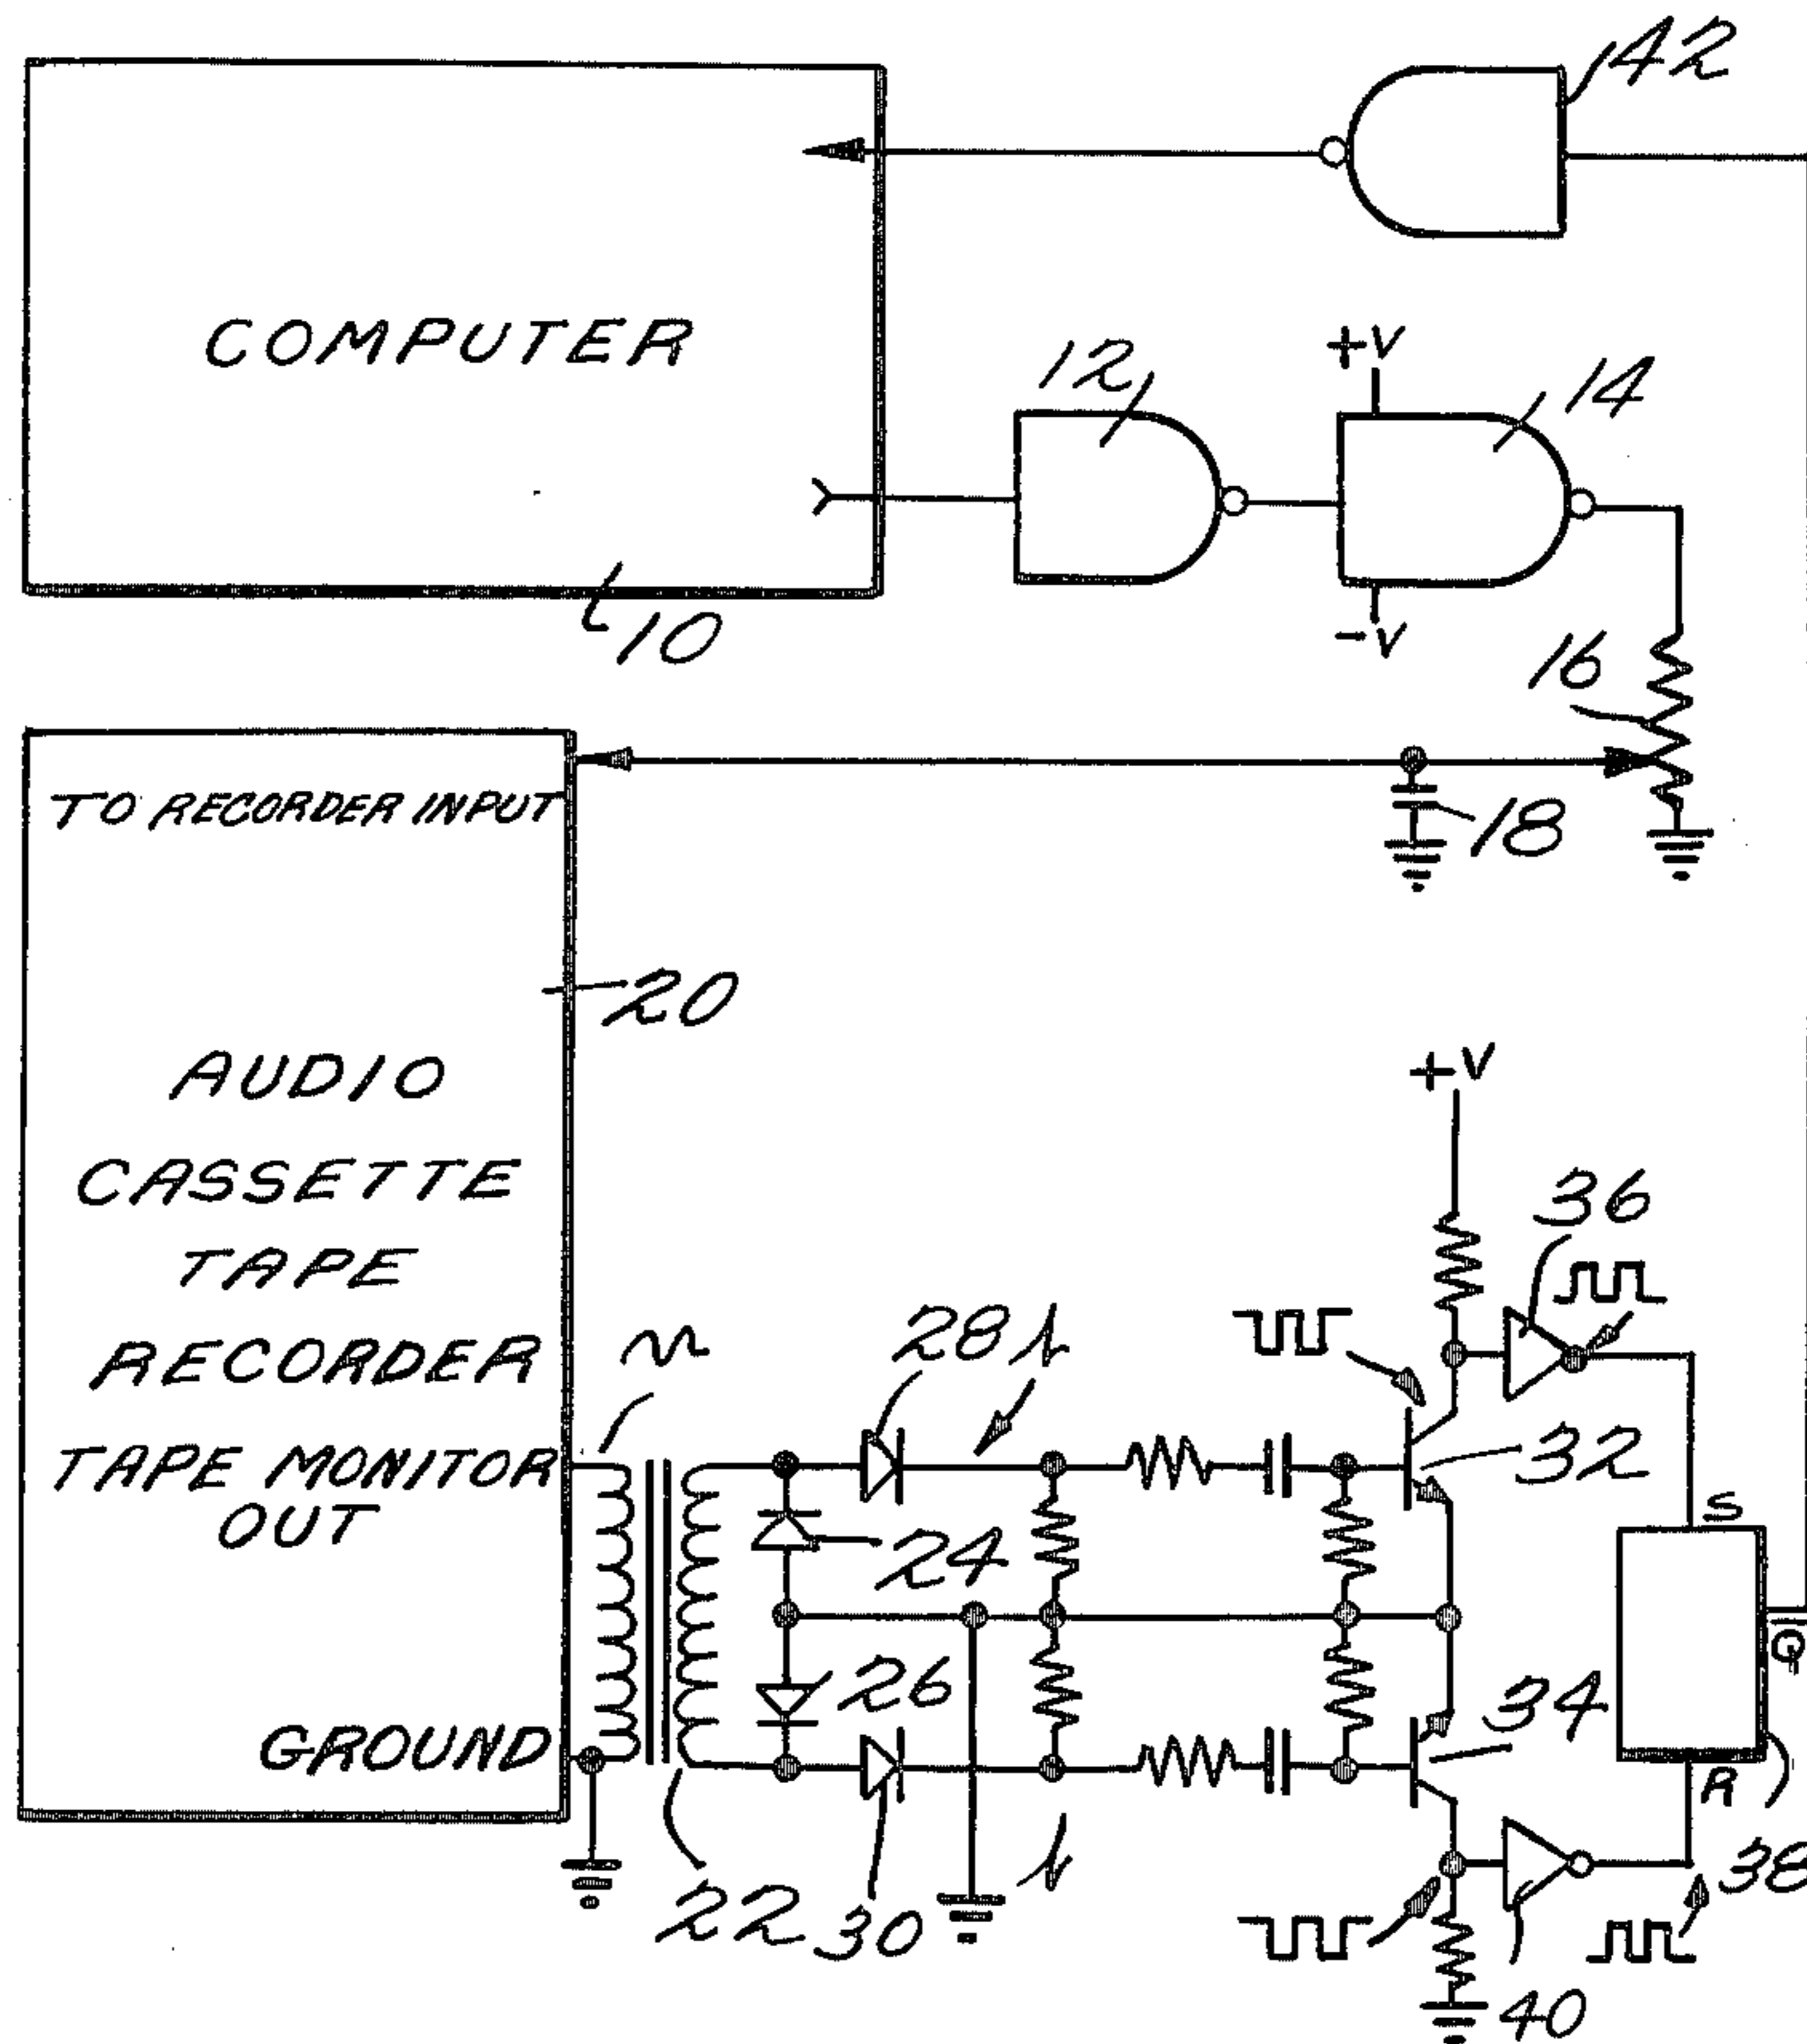 42
COMPUTER
12
+V
14
-V
10
16
TO RECORDER INPUT
18
20
AUDIO
CASSETTE
TAPE
RECORDER
TAPE MONITOR
OUT
GROUND
+V
36
28
32
24
S
26
Q̅
34
R
22
30
38
40